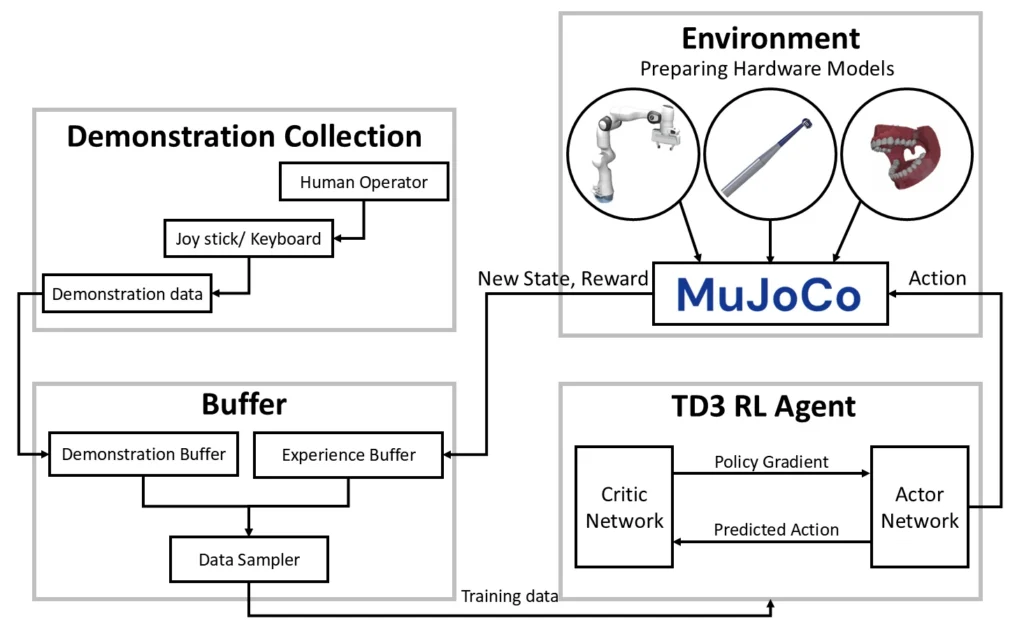 Environment
Preparing Hardware Models
Demonstration Collection
Human Operator
Joy stick/ Keyboard
Demonstration data
New State, Reward
MuJoCo
Action
Buffer
Demonstration Buffer
Experience Buffer
Data Sampler
Training data
TD3 RL Agent
Critic
Network
Policy Gradient
Predicted Action
Actor
Network